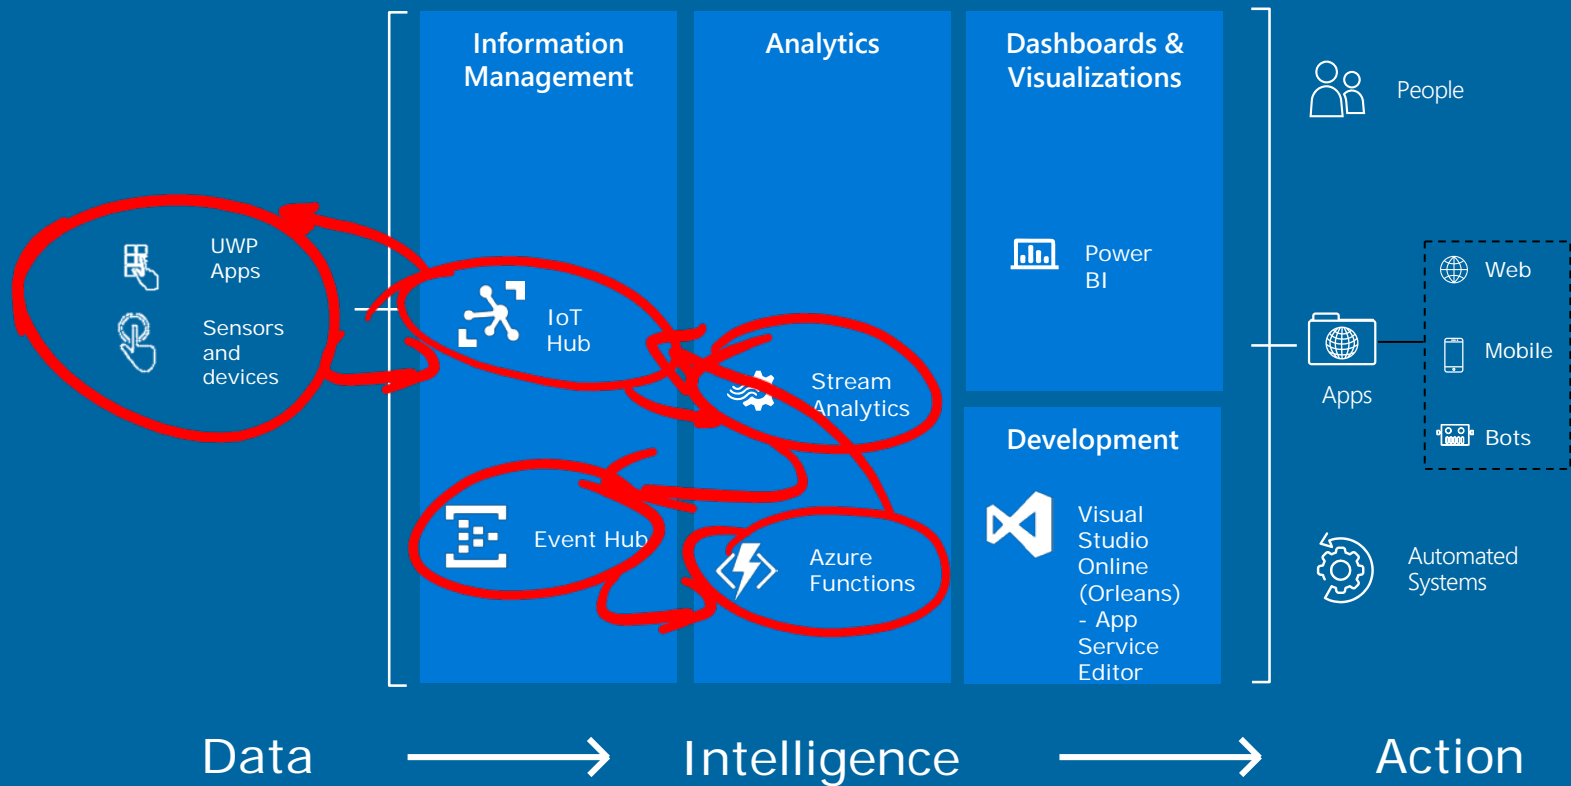 Information
Management
Analytics
Dashboards &
Visualizations
People
UWP
Apps
Sensors
and
devices
IoT
Hub
Stream
Analytics
Power
BI
Web
Mobile
Bots
Apps
Event Hub
Azure
Functions
Development
Visual
Studio
Online
(Orleans)
- App
Service
Editor
Automated
Systems
Data
Intelligence
Action